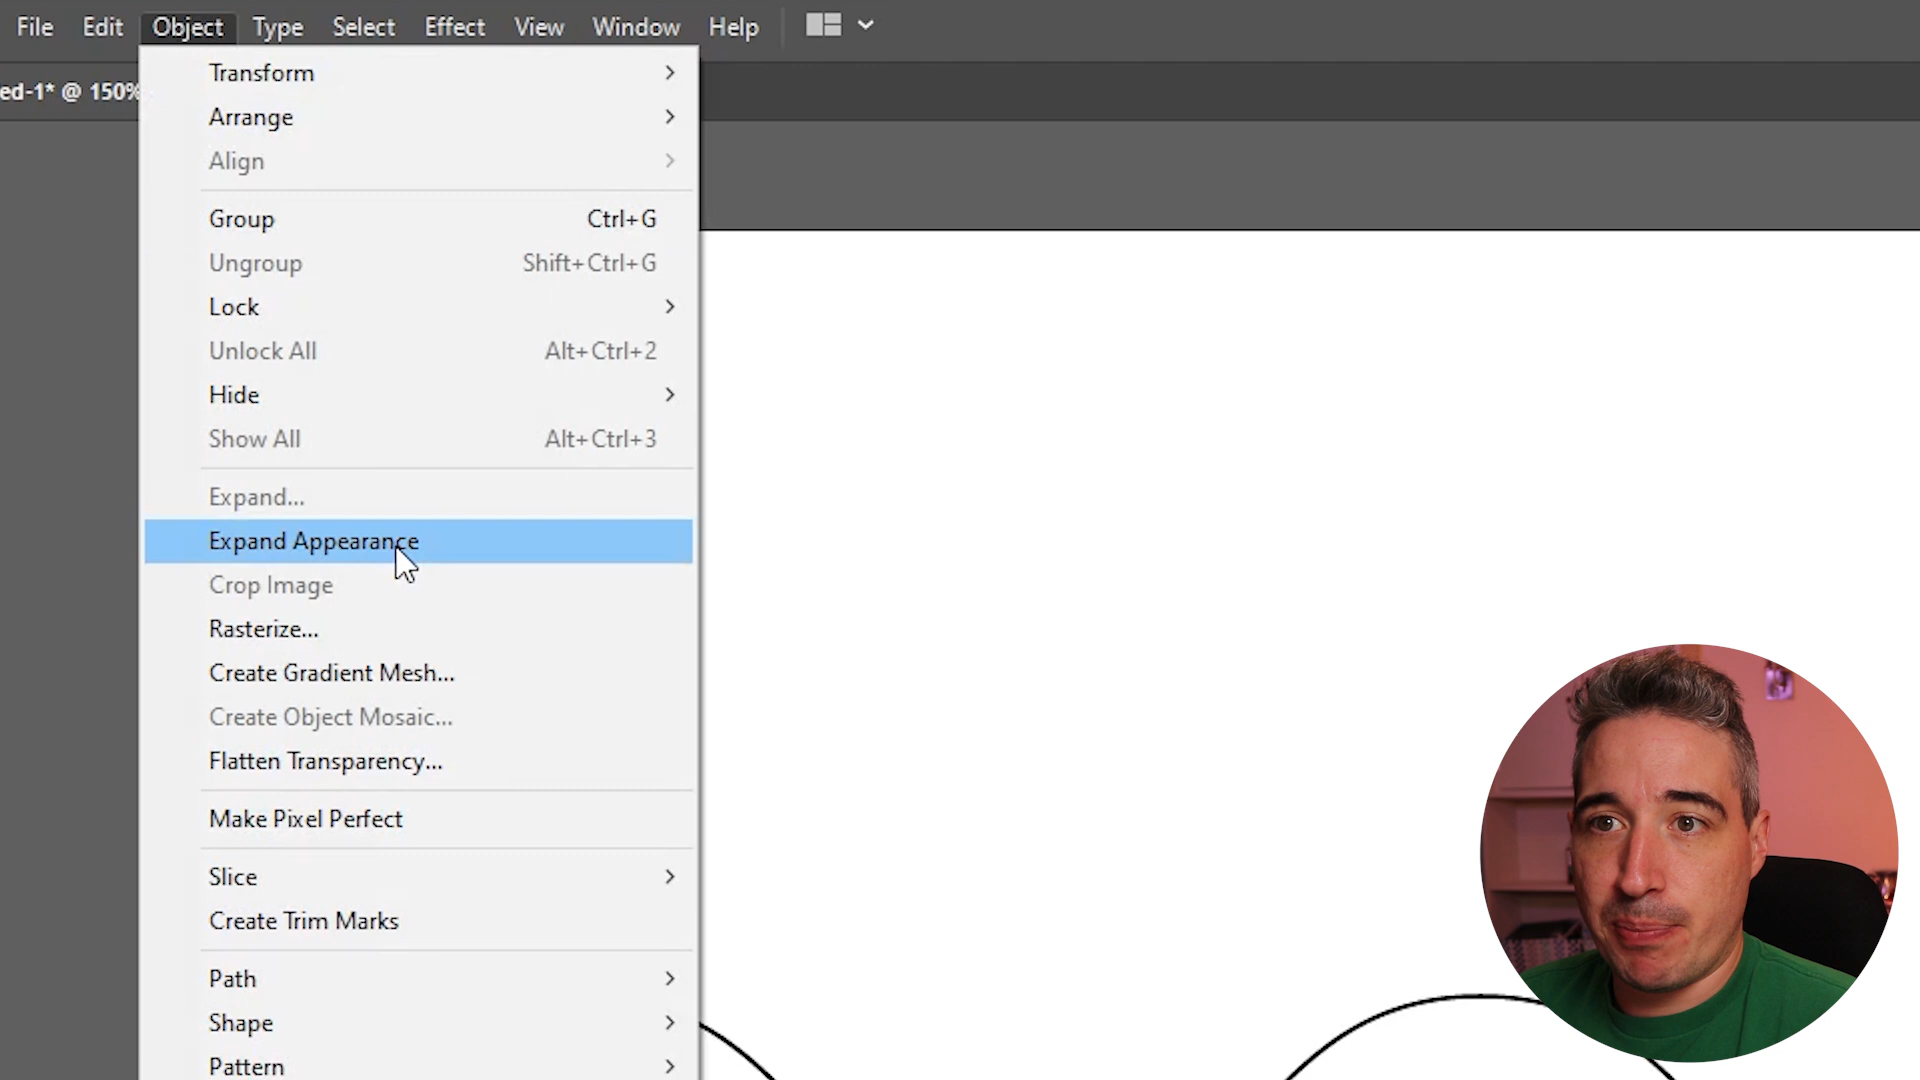 File Edit Object Type Select Effect View Window Help
ed-1* @ 150%
Transform
Arrange
Align
Group Ctrl+G
Ungroup Shift+Ctrl+G
Lock
Unlock All Alt+Ctrl+2
Hide
Show All Alt+Ctrl+3
Expand...
Expand Appearance
Crop Image
Rasterize...
Create Gradient Mesh...
Create Object Mosaic...
Flatten Transparency...
Make Pixel Perfect
Slice
Create Trim Marks
Path
Shape
Pattern